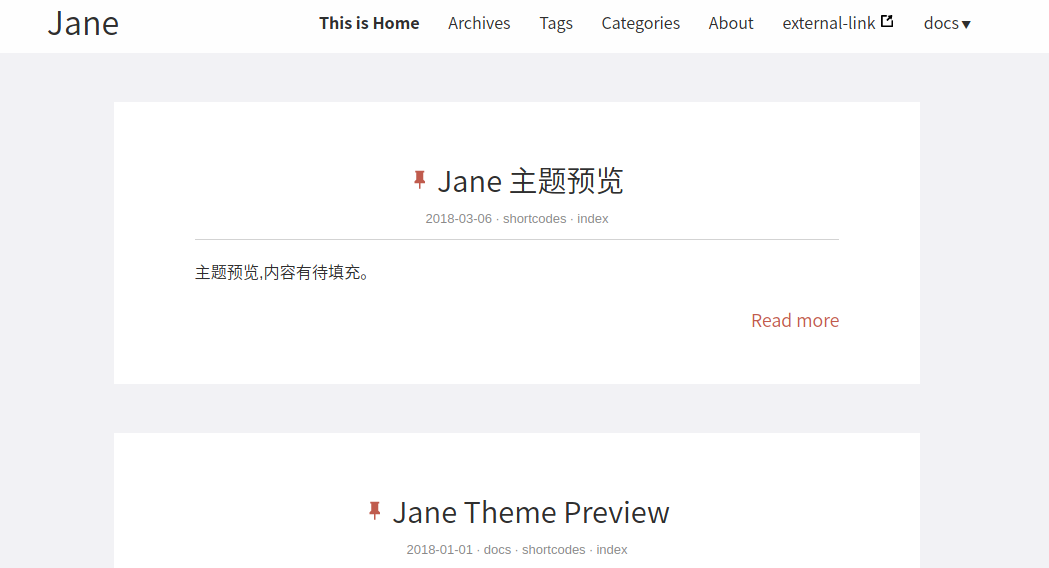 Jane This is Home Archives Tags Categories About external-link docs▼
Jane 主题预览
2018-03-06 · shortcodes · index
主题预览,内容有待填充。
Read more
Jane Theme Preview
2018-01-01 · docs · shortcodes · index